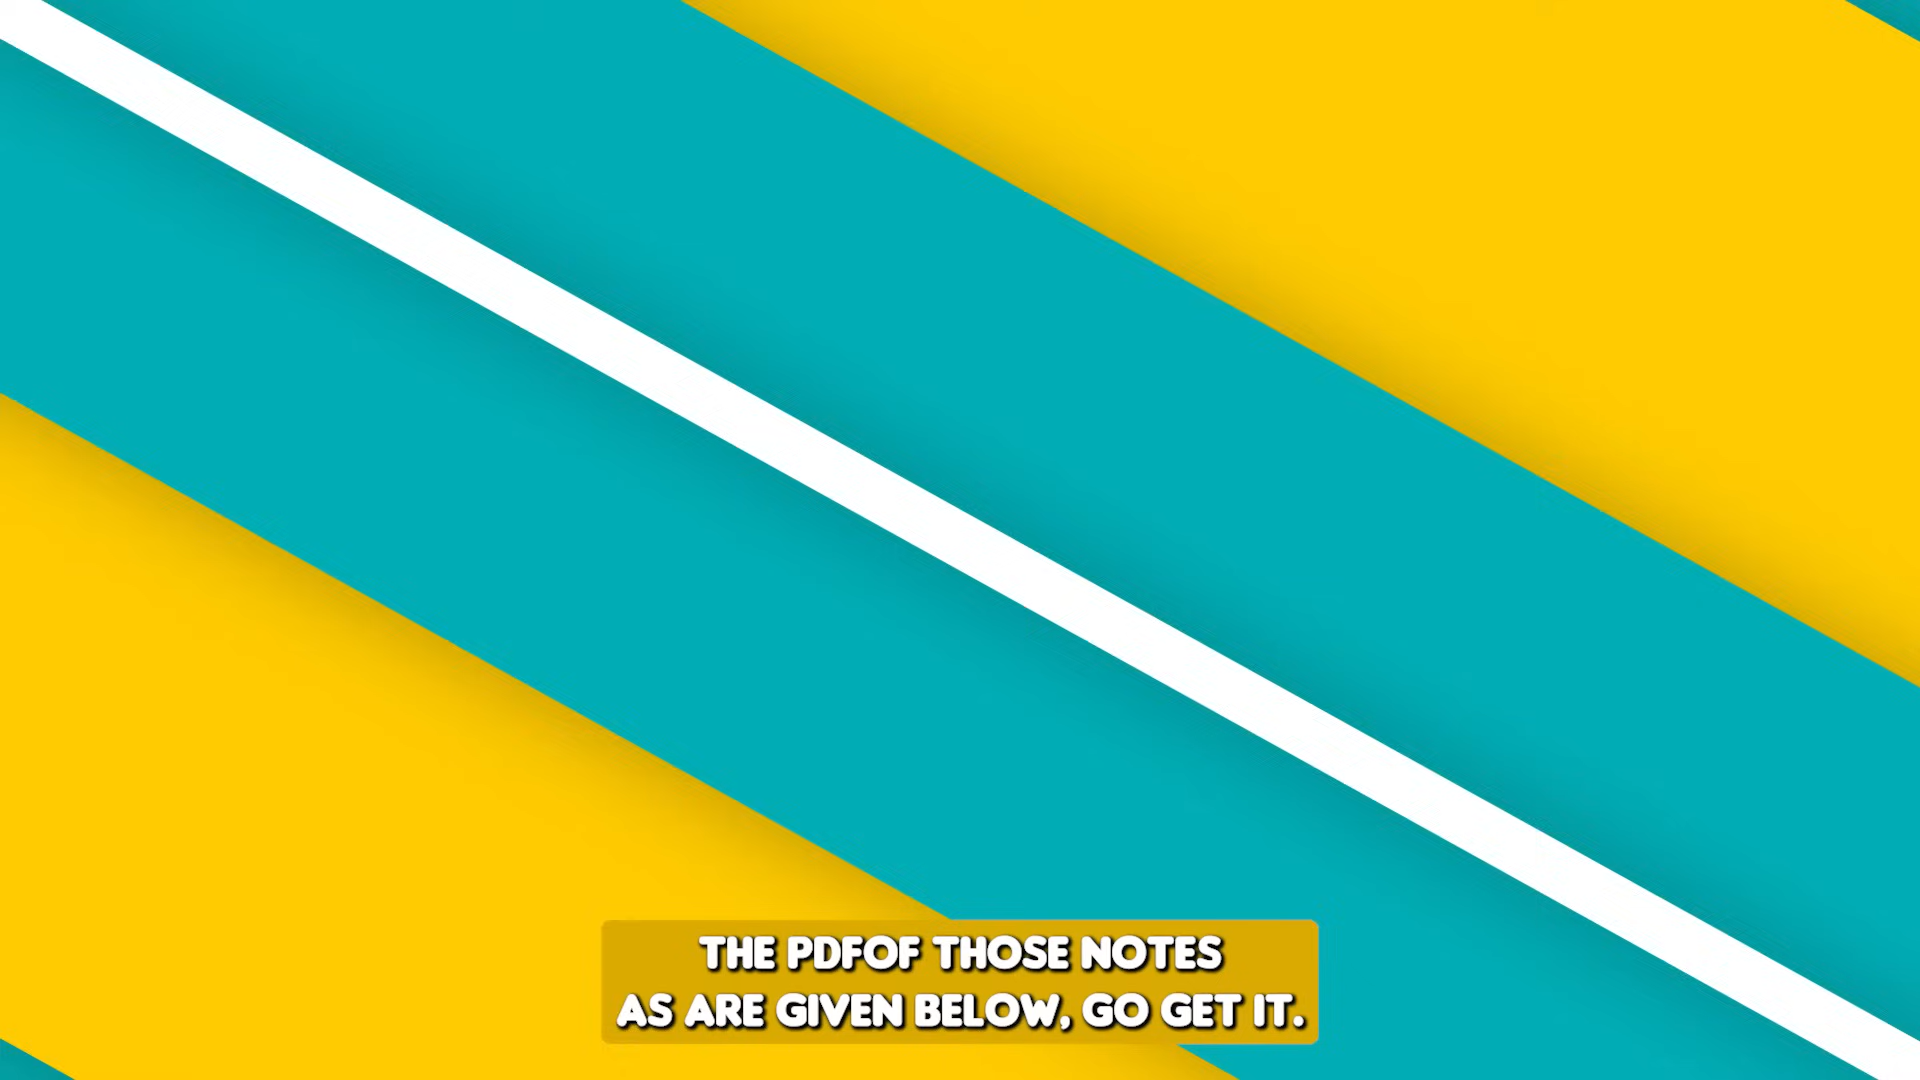 THE PDFOF THOSE NOTES
AS ARE GIVEN BELOW, GO GET IT.